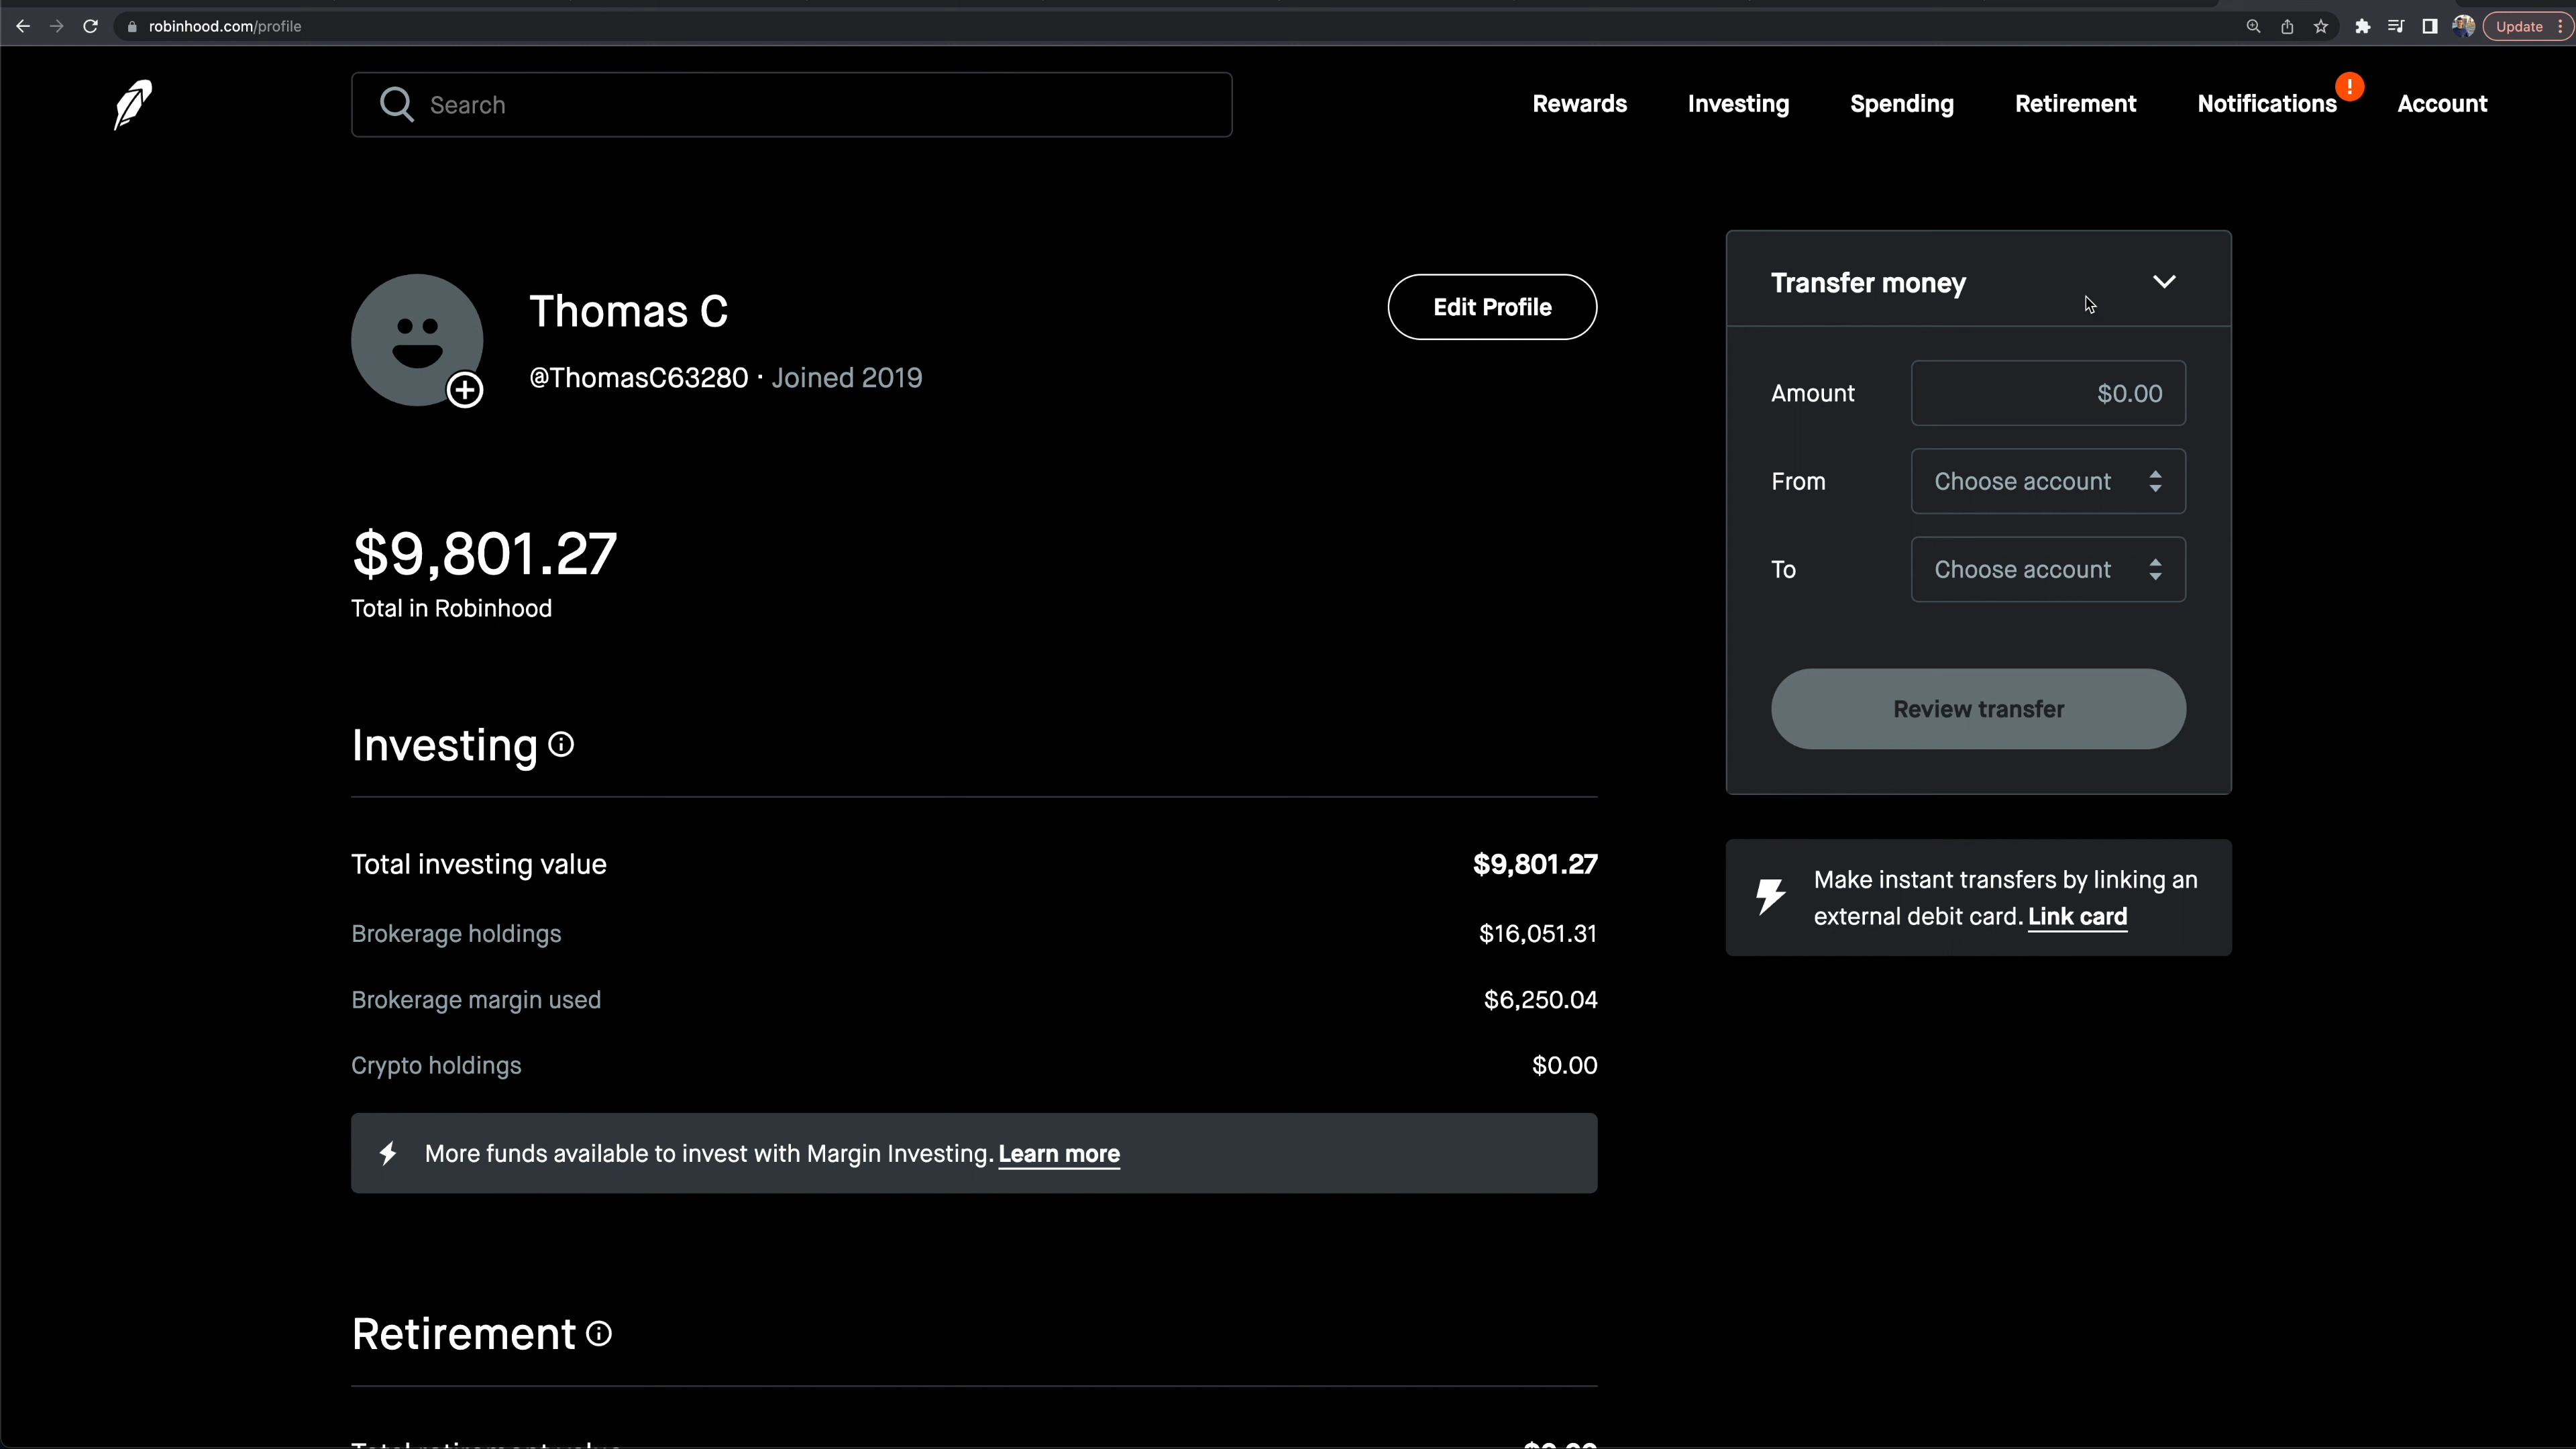 robinhood.com/profile
Update
Search
Rewards
Investing
Spending
Retirement
Notifications
!
Account
Thomas C
@ThomasC63280 · Joined 2019
Edit Profile
$9,801.27
Total in Robinhood
Investing
Total investing value $9,801.27
Brokerage holdings $16,051.31
Brokerage margin used $6,250.04
Crypto holdings $0.00
More funds available to invest with Margin Investing. Learn more
Retirement
Transfer money
Amount $0.00
From Choose account
To Choose account
Review transfer
Make instant transfers by linking an
external debit card. Link card